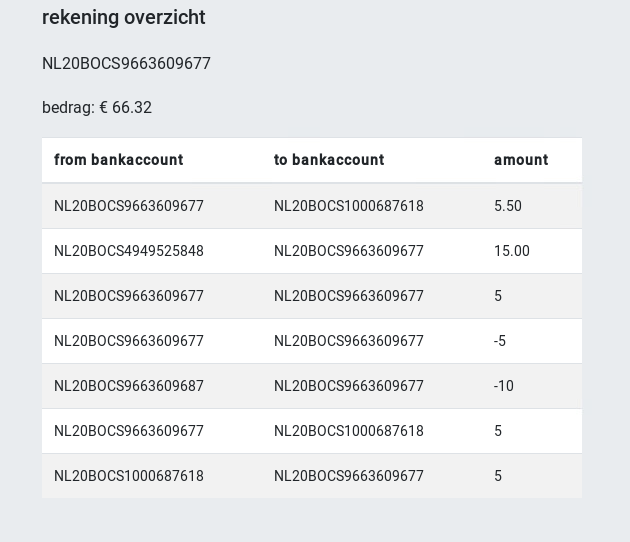 rekening overzicht
NL20BOCS9663609677
bedrag: € 66.32
from bankaccount to bankaccount amount
NL20BOCS9663609677 NL20BOCS1000687618 5.50
NL20BOCS4949525848 NL20BOCS9663609677 15.00
NL20BOCS9663609677 NL20BOCS9663609677 5
NL20BOCS9663609677 NL20BOCS9663609677 -5
NL20BOCS9663609687 NL20BOCS9663609677 -10
NL20BOCS9663609677 NL20BOCS1000687618 5
NL20BOCS1000687618 NL20BOCS9663609677 5